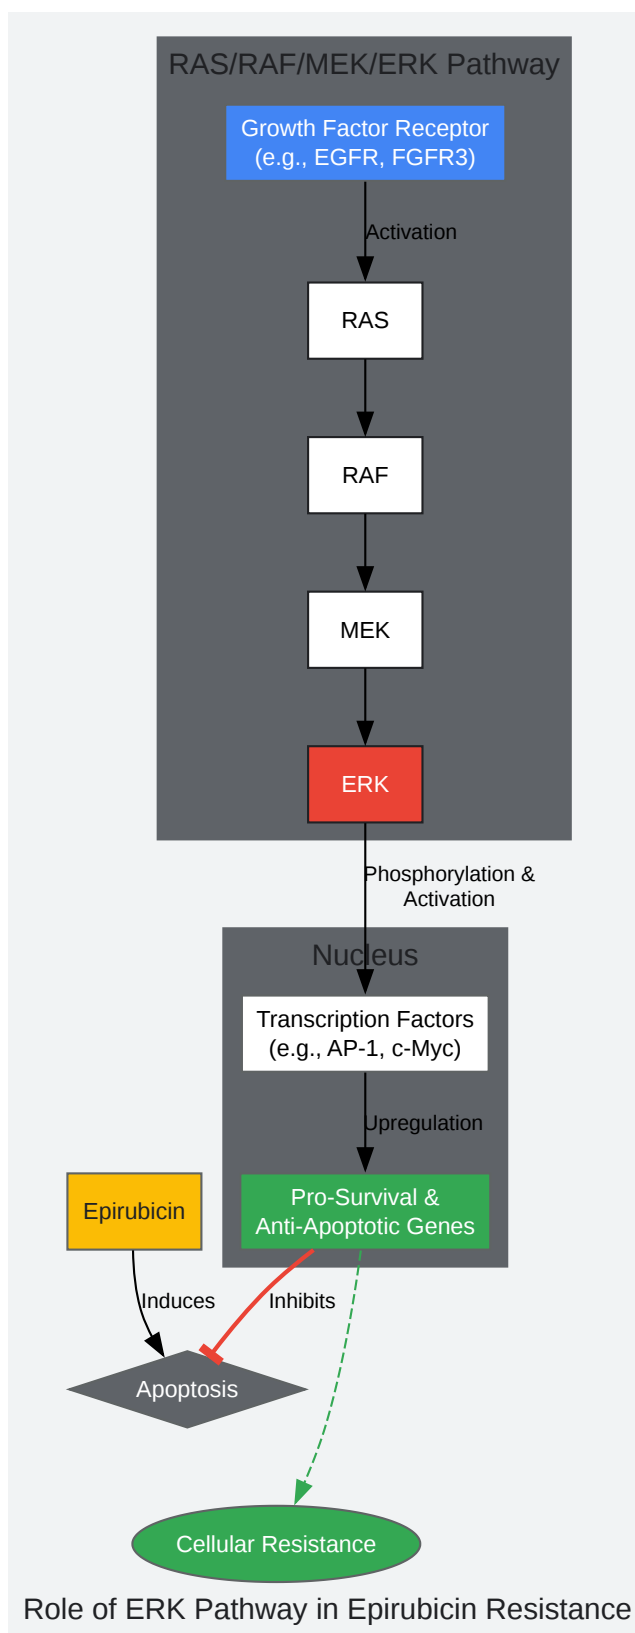 RAS/RAF/MEK/ERK Pathway
Growth Factor Receptor
(e.g., EGFR, FGFR3)
Activation
RAS
RAF
MEK
ERK
Phosphorylation &
Activation
Nucleus
Transcription Factors
(e.g., AP-1, c-Myc)
Upregulation
Epirubicin
Pro-Survival &
Anti-Apoptotic Genes
Induces
Inhibits
Apoptosis
Cellular Resistance
Role of ERK Pathway in Epirubicin Resistance